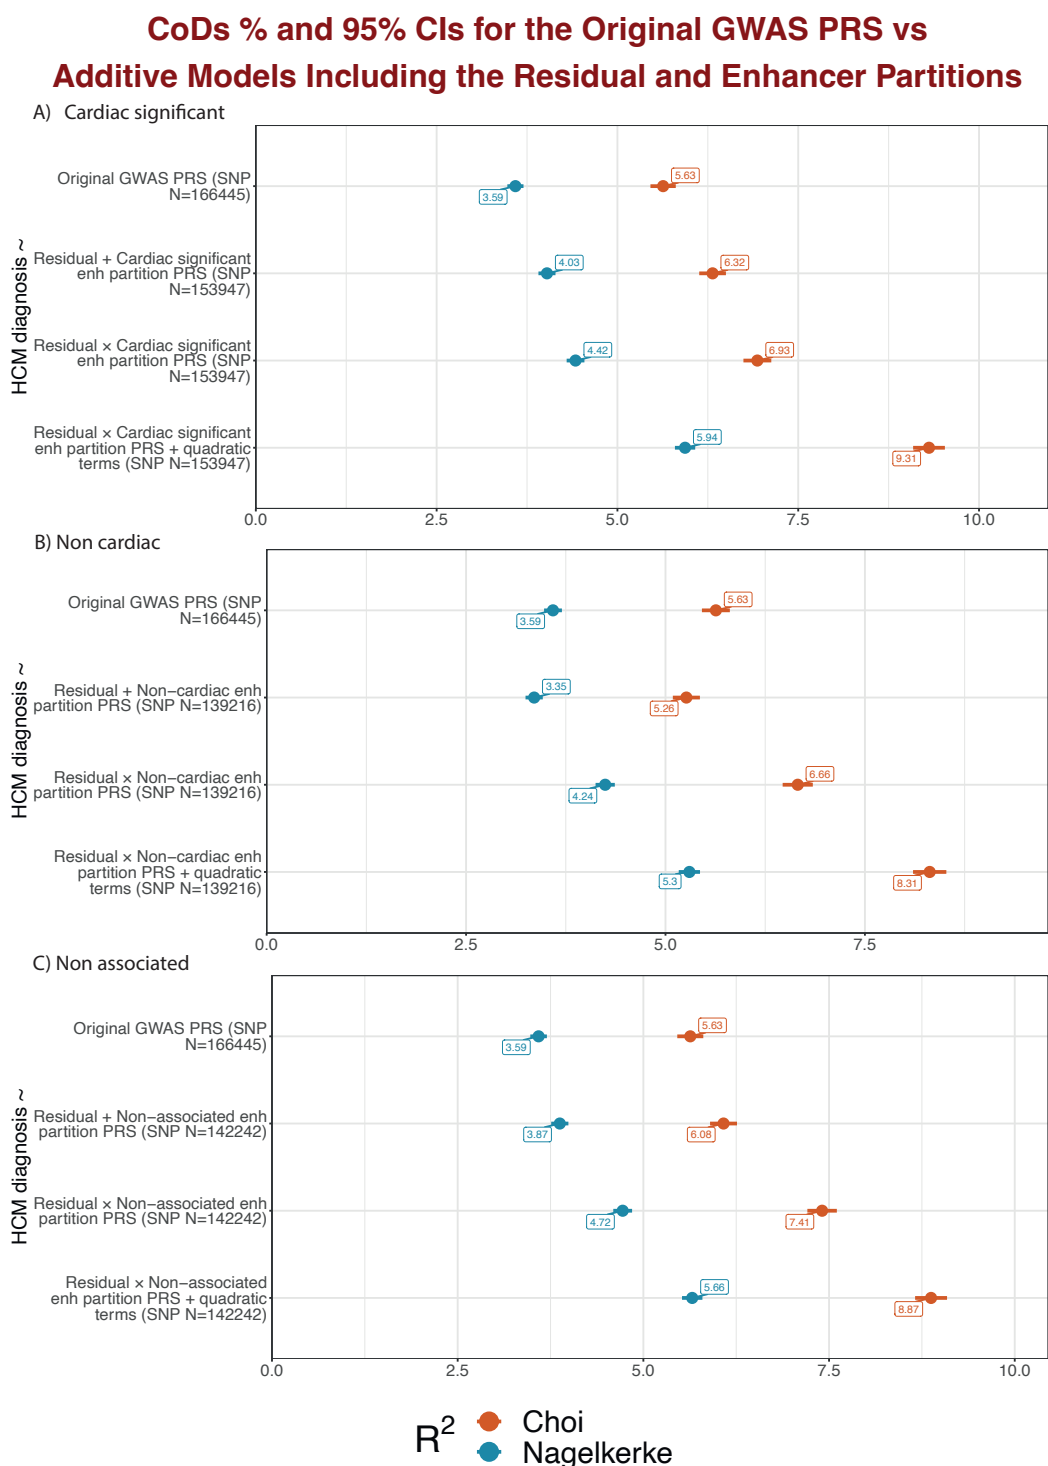 CoDs % and 95% CIs for the Original GWAS PRS vs
Additive Models Including the Residual and Enhancer Partitions
A) Cardiac significant
HCM diagnosis ~
Original GWAS PRS (SNP
N=166445)
3.59
5.63
Residual + Cardiac significant
enh partition PRS (SNP
N=153947)
4.03
6.32
Residual × Cardiac significant
enh partition PRS (SNP
N=153947)
4.42
6.93
Residual × Cardiac significant
enh partition PRS + quadratic
terms (SNP N=153947)
5.94
9.31
0.0 2.5 5.0 7.5 10.0
B) Non cardiac
HCM diagnosis ~
Original GWAS PRS (SNP
N=166445)
3.59
5.63
Residual + Non−cardiac enh
partition PRS (SNP N=139216)
3.35
5.26
Residual × Non−cardiac enh
partition PRS (SNP N=139216)
4.24
6.66
Residual × Non−cardiac enh
partition PRS + quadratic
terms (SNP N=139216)
5.3
8.31
0.0 2.5 5.0 7.5
C) Non associated
HCM diagnosis ~
Original GWAS PRS (SNP
N=166445)
3.59
5.63
Residual + Non−associated enh
partition PRS (SNP N=142242)
3.87
6.08
Residual × Non−associated enh
partition PRS (SNP N=142242)
4.72
7.41
Residual × Non−associated
enh partition PRS + quadratic
terms (SNP N=142242)
5.66
8.87
0.0 2.5 5.0 7.5 10.0
R²
Choi
Nagelkerke